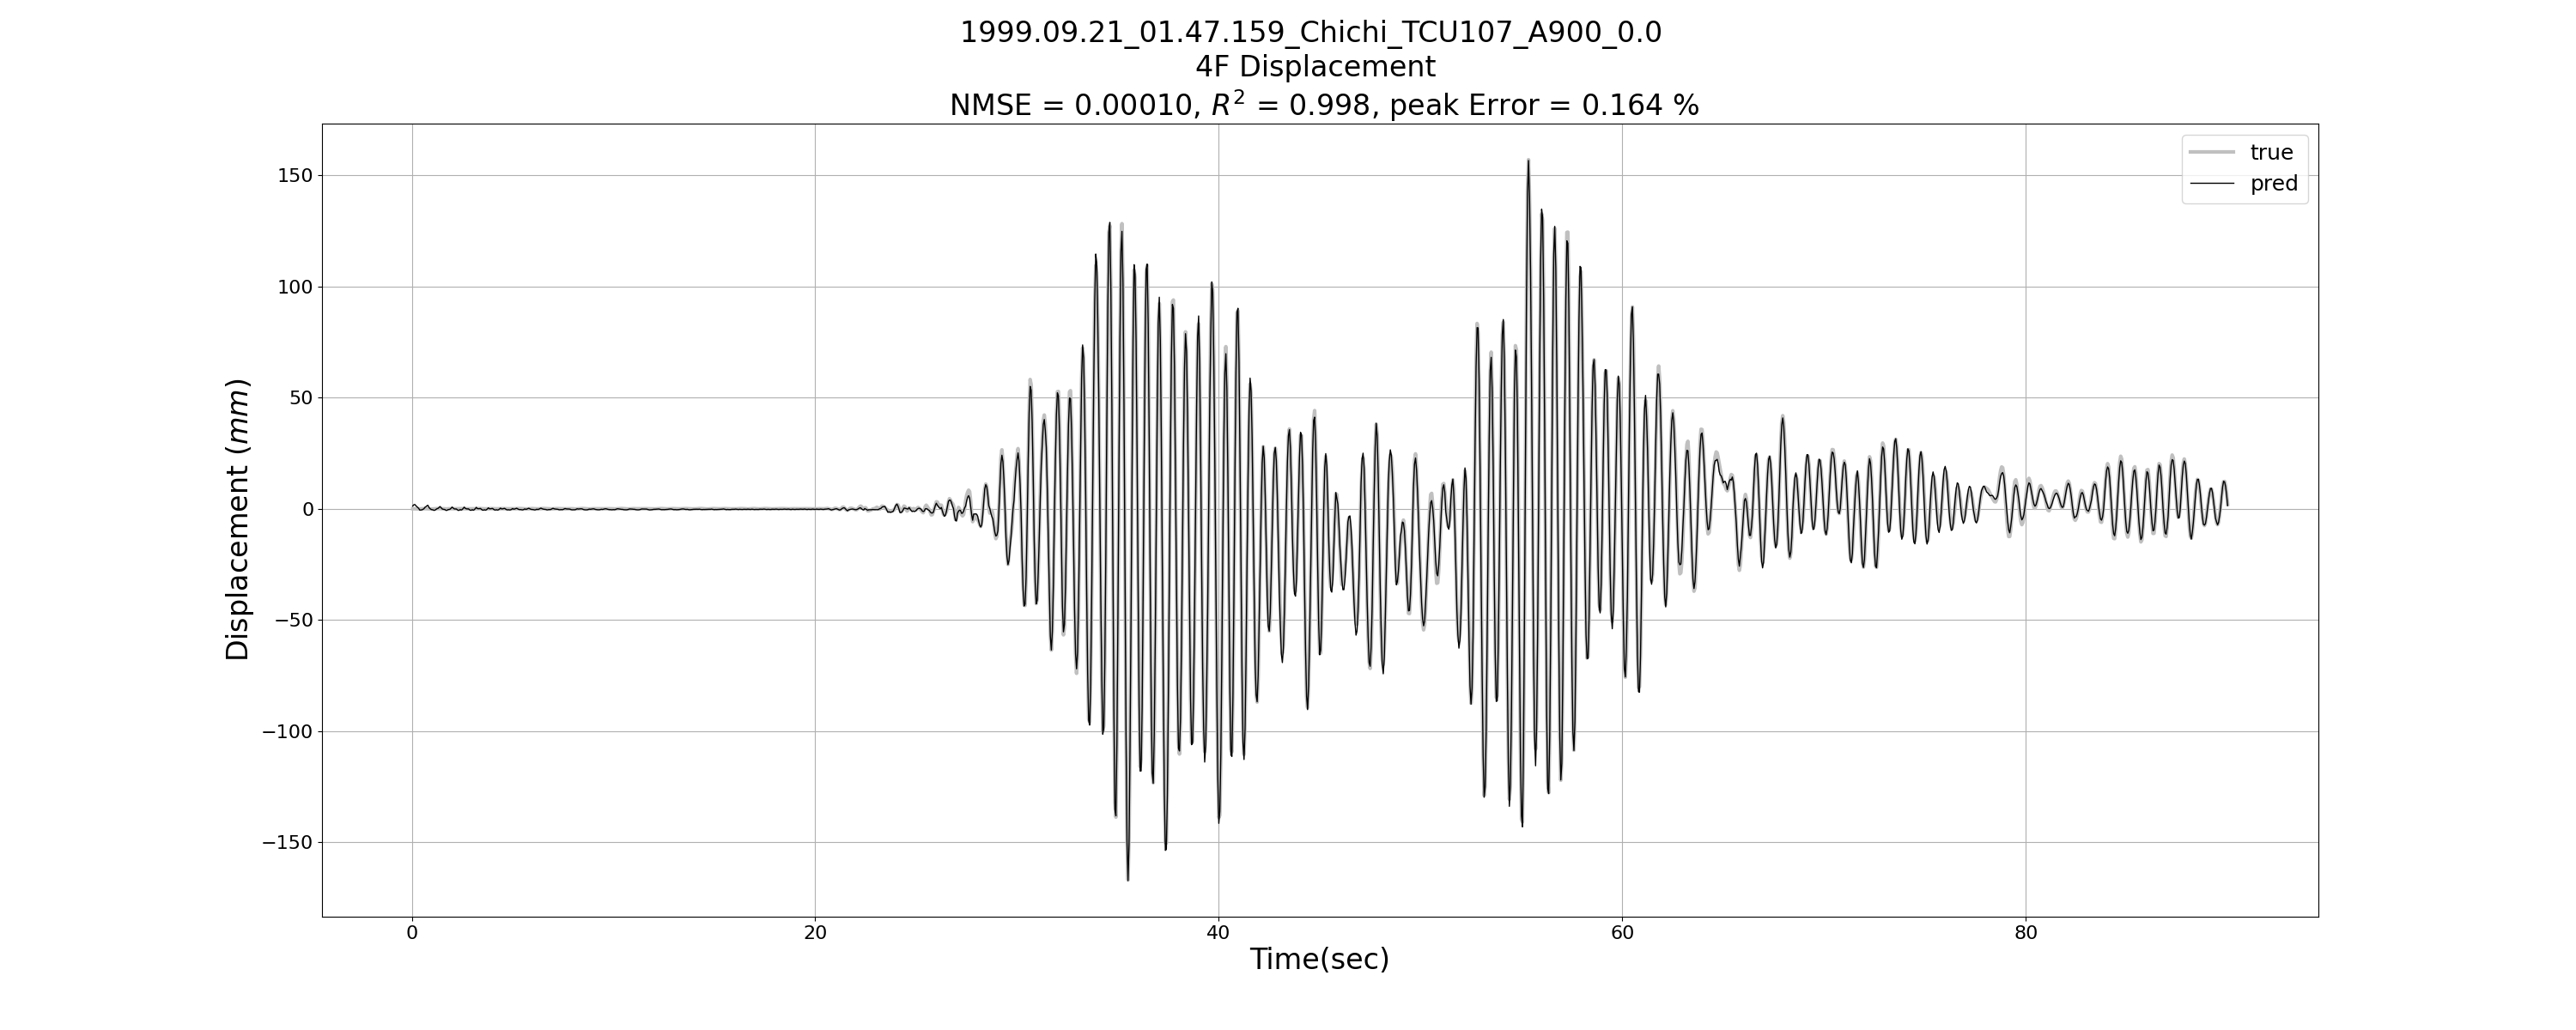 1999.09.21_01.47.159_Chichi_TCU107_A900_0.0
4F Displacement
NMSE = 0.00010, R² = 0.998, peak Error = 0.164 %
true
pred
Displacement (mm)
150
100
50
0
−50
−100
−150
0
20
40
60
80
Time(sec)